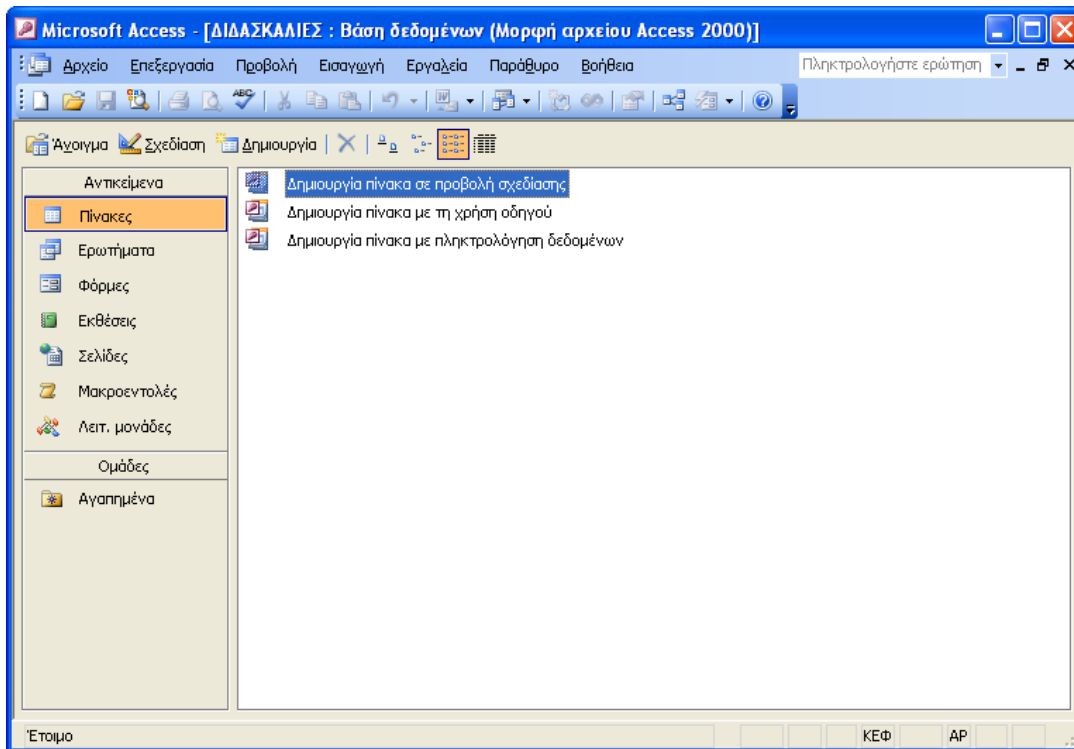 Microsoft Access - [ΔΙΔΑΣΚΑΛΙΕΣ : Βάση δεδομένων (Μορφή αρχείου Access 2000)]
Αρχείο Επεξεργασία Προβολή Εισαγωγή Εργαλεία Παράθυρο Βοήθεια Πληκτρολογήστε ερώτηση
Άνοιγμα Σχεδίαση Δημιουργία
Αντικείμενα
Πίνακες
Ερωτήματα
Φόρμες
Εκθέσεις
Σελίδες
Μακροεντολές
Λειτ. μονάδες
Ομάδες
Αγαπημένα
Δημιουργία πίνακα σε προβολή σχεδίασης
Δημιουργία πίνακα με τη χρήση οδηγού
Δημιουργία πίνακα με πληκτρολόγηση δεδομένων
Έτοιμο ΚΕΦ ΑΡ